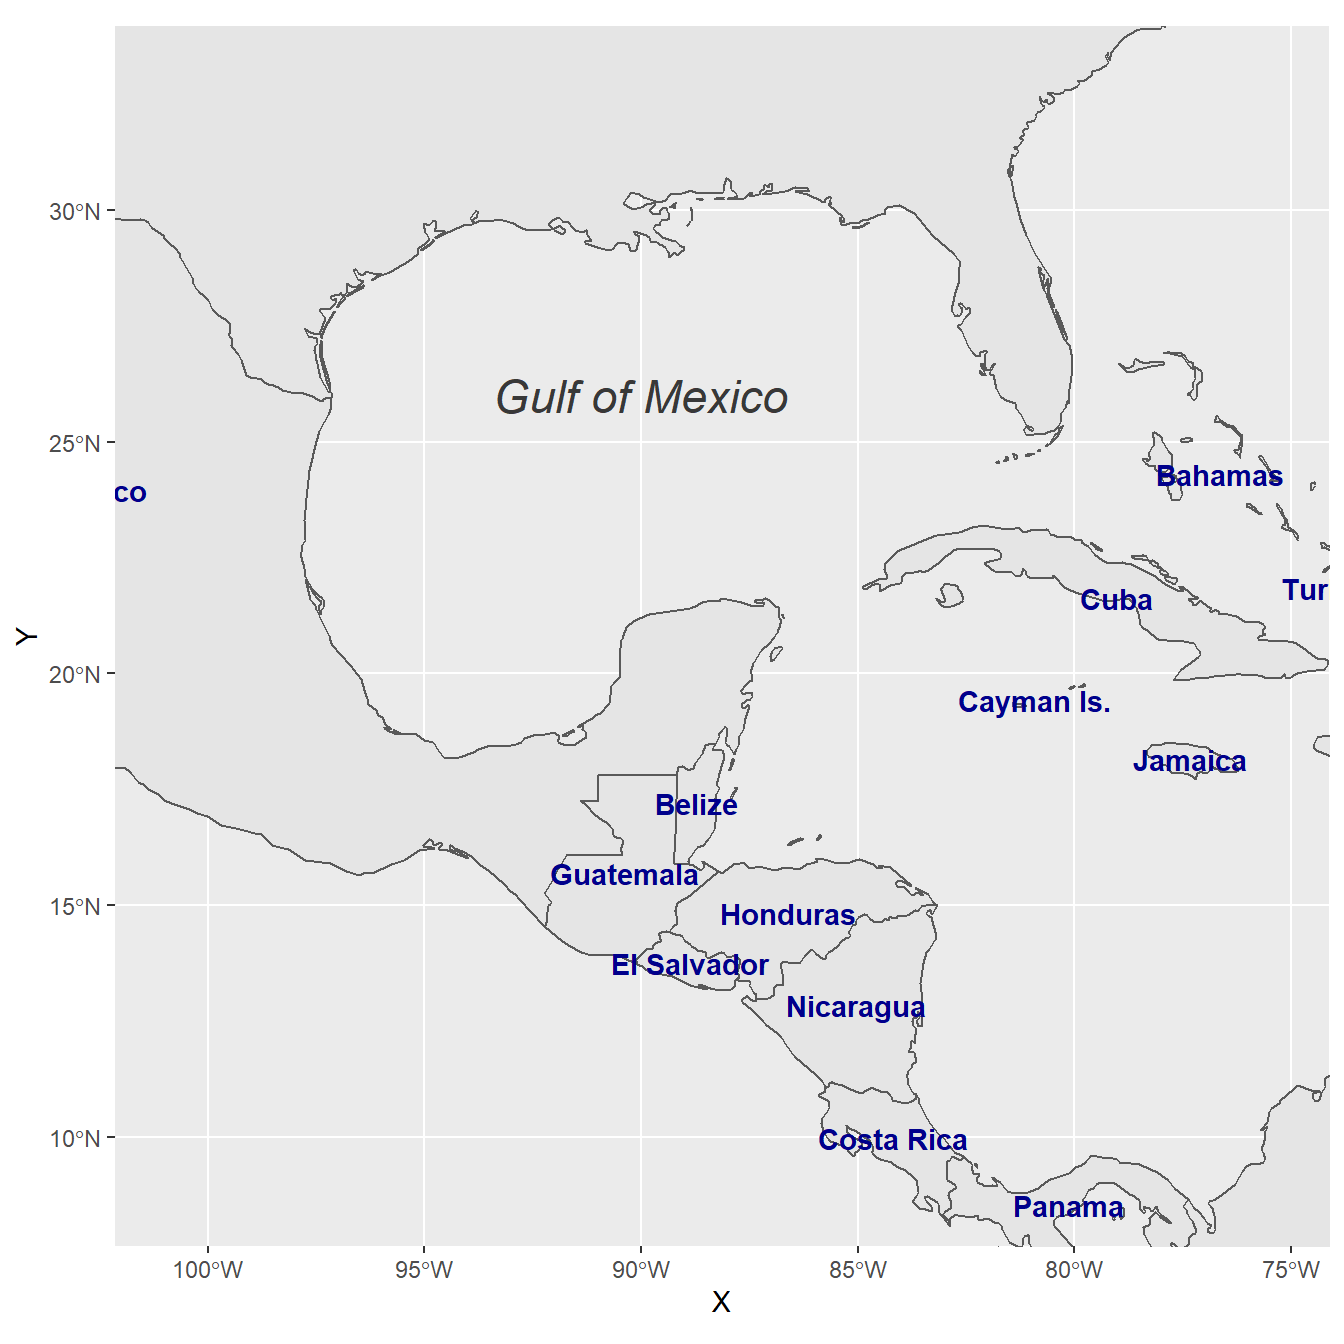 30°N
Gulf of Mexico
25°N
Bahamas
co
Tur
Cuba
Y
20°N
Cayman Is.
Jamaica
Belize
Guatemala
15°N
Honduras
El Salvador
Nicaragua
10°N
Costa Rica
Panama
100°W 95°W 90°W 85°W 80°W 75°W
X